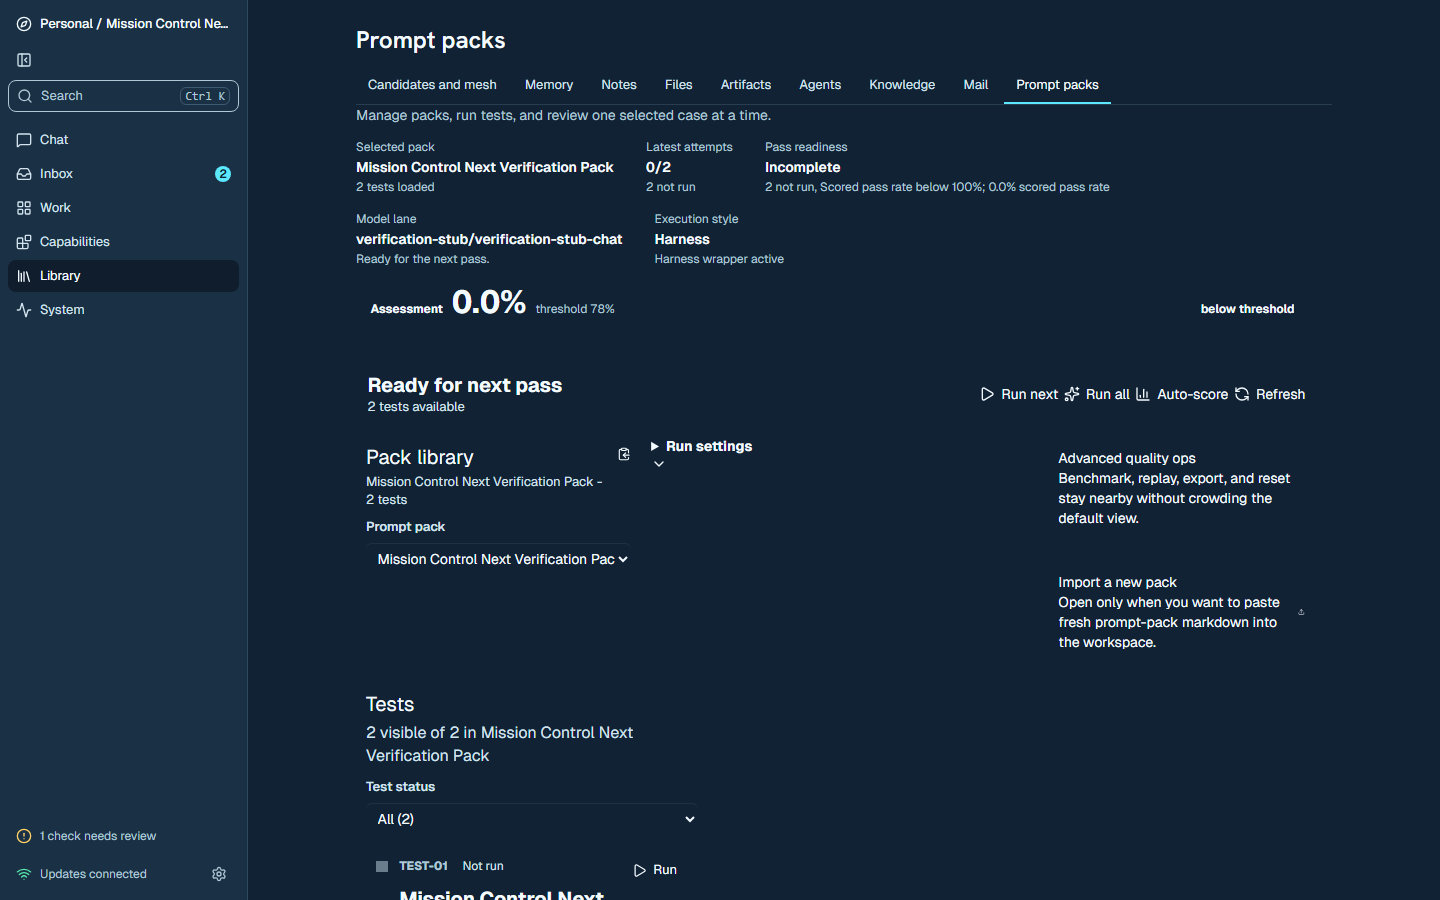 Personal / Mission Control Ne...
Search
Ctrl K
Chat
Inbox
2
Work
Capabilities
Library
System
1 check needs review
Updates connected
Prompt packs
Candidates and mesh
Memory
Notes
Files
Artifacts
Agents
Knowledge
Mail
Prompt packs
Manage packs, run tests, and review one selected case at a time.
Selected pack
Mission Control Next Verification Pack
2 tests loaded
Latest attempts
0/2
2 not run
Pass readiness
Incomplete
2 not run, Scored pass rate below 100%; 0.0% scored pass rate
Model lane
verification-stub/verification-stub-chat
Ready for the next pass.
Execution style
Harness
Harness wrapper active
Assessment 0.0% threshold 78%
below threshold
Ready for next pass
2 tests available
Run next
Run all
Auto-score
Refresh
Pack library
Mission Control Next Verification Pack -
2 tests
Prompt pack
Mission Control Next Verification Pac
Run settings
Advanced quality ops
Benchmark, replay, export, and reset
stay nearby without crowding the
default view.
Import a new pack
Open only when you want to paste
fresh prompt-pack markdown into
the workspace.
Tests
2 visible of 2 in Mission Control Next
Verification Pack
Test status
All (2)
TEST-01 Not run
Run
Mission Control Next